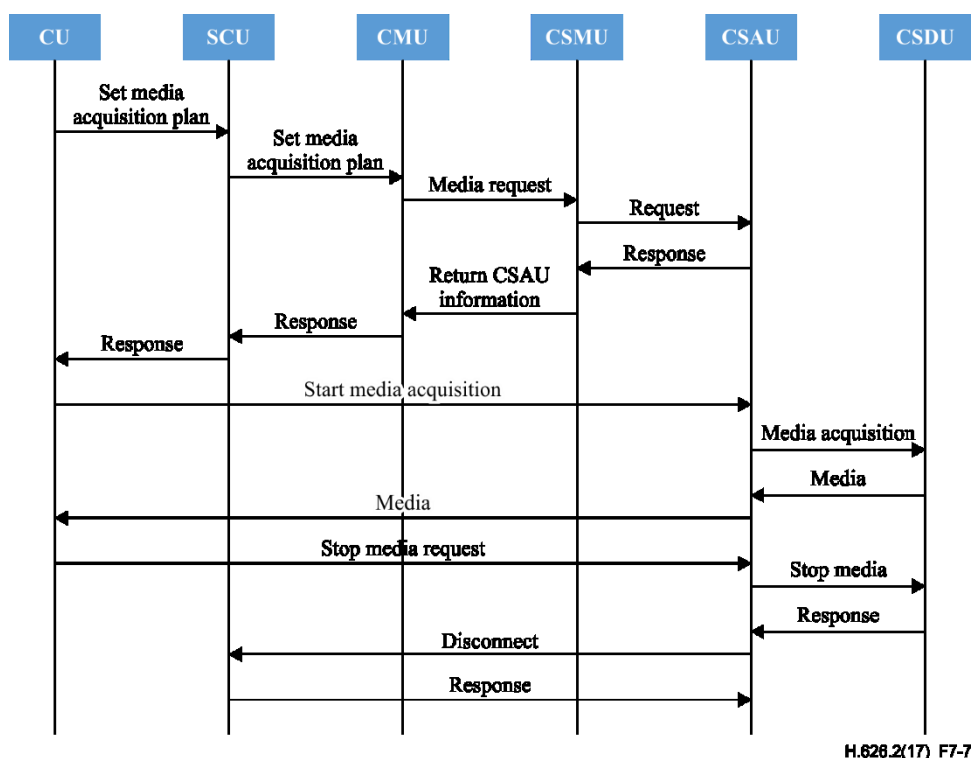 CU SCU CMU CSMU CSAU CSDU
Set media
acquisition plan
Set media
acquisition plan
Media request
Request
Response
Return CSAU
information
Response
Response
Start media acquisition
Media acquisition
Media
Media
Stop media request
Stop media
Response
Disconnect
Response
H.626.2(17)_F7-7